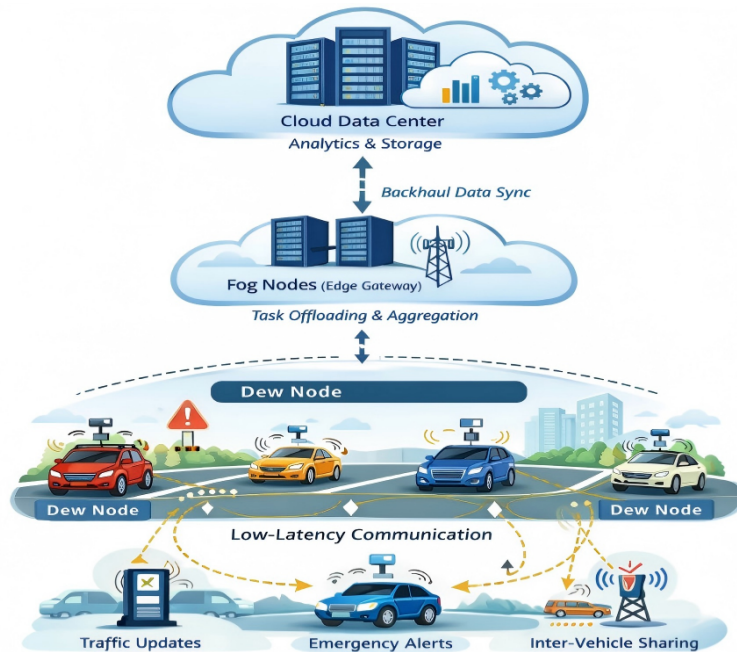 Cloud Data Center
Analytics & Storage
Backhaul Data Sync
Fog Nodes (Edge Gateway)
Task Offloading & Aggregation
Dew Node
Dew Node
Dew Node
Low-Latency Communication
Traffic Updates
Emergency Alerts
Inter-Vehicle Sharing